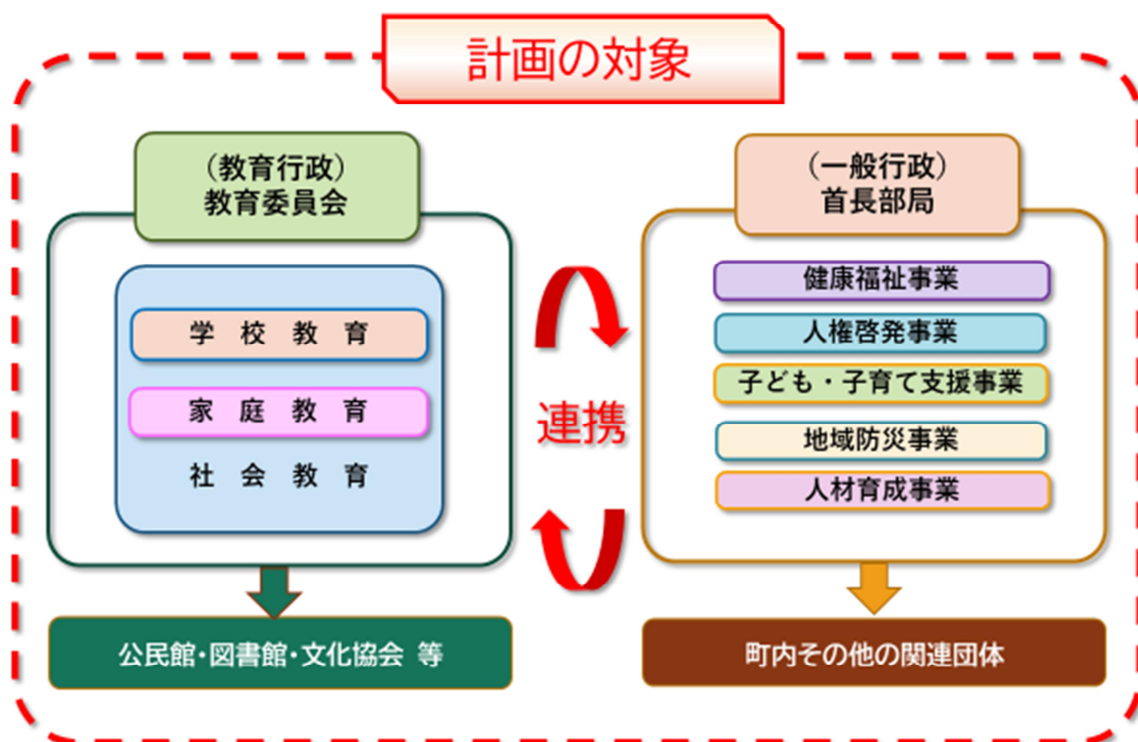 計画の対象
（教育行政）
教育委員会
学校教育
家庭教育
社会教育
公民館・図書館・文化協会 等
連携
（一般行政）
首長部局
健康福祉事業
人権啓発事業
子ども・子育て支援事業
地域防災事業
人材育成事業
町内その他の関連団体